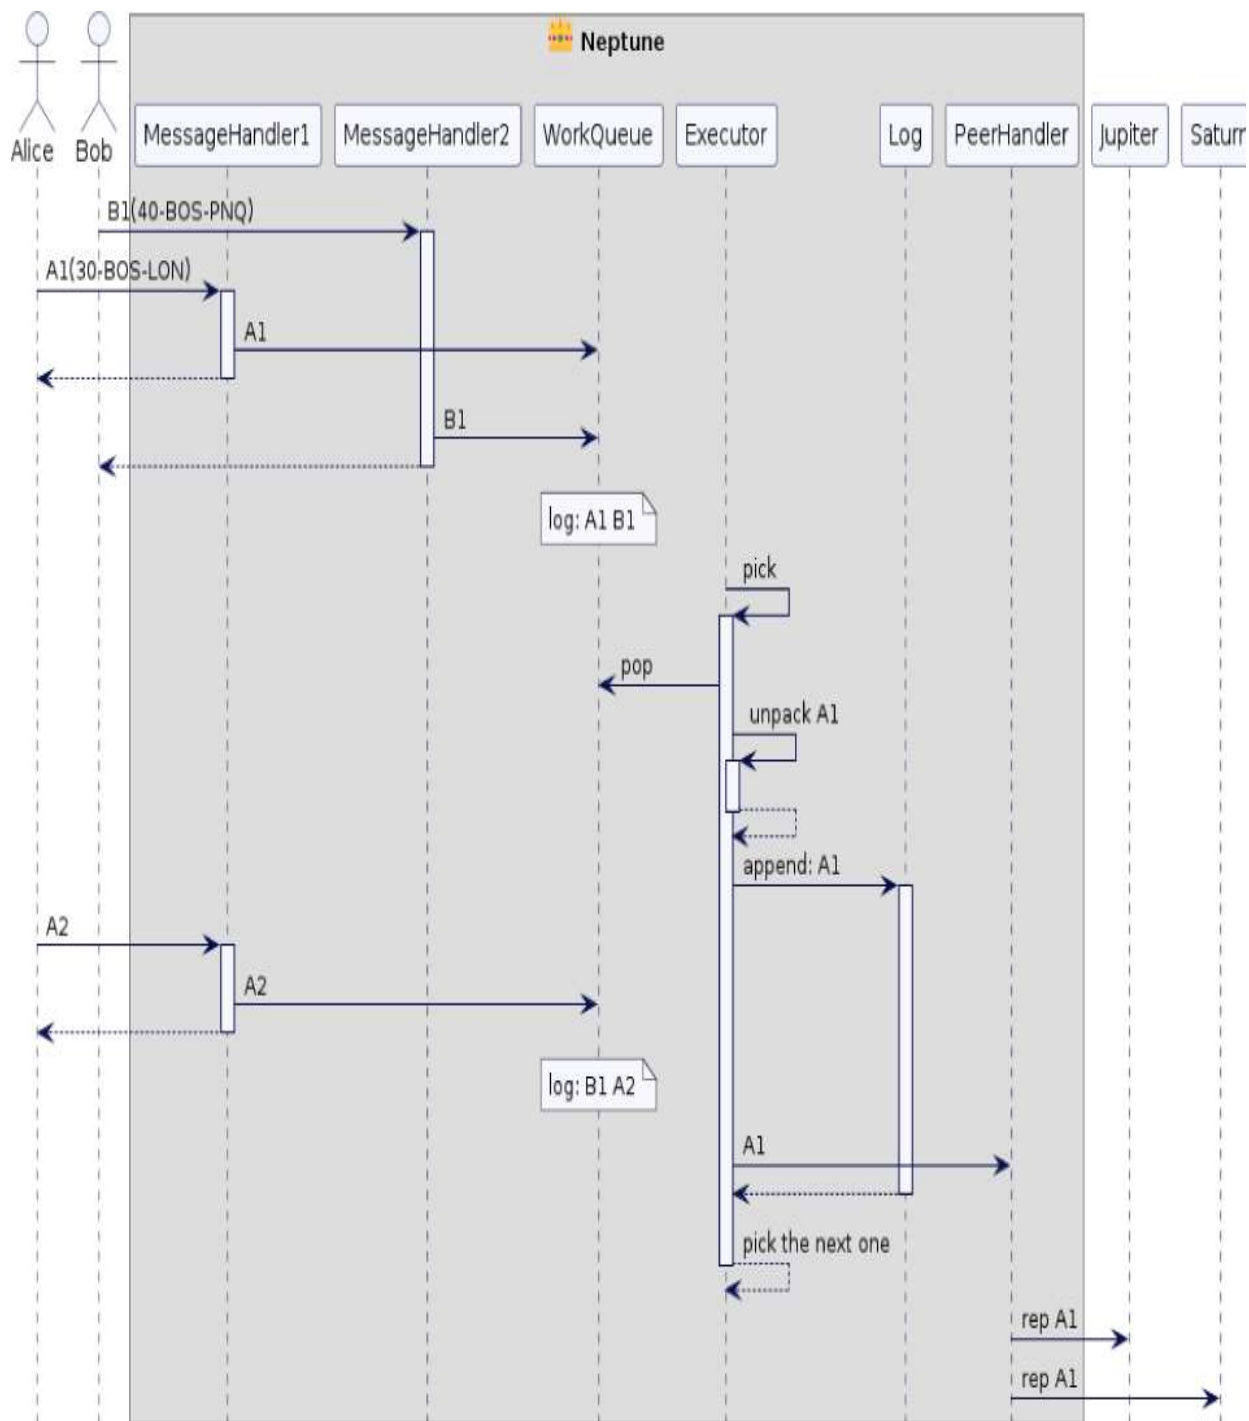 Neptune
Alice
Bob
MessageHandler1
MessageHandler2
WorkQueue
Executor
Log
PeerHandler
Jupiter
Saturn
B1(40-BOS-PNQ)
A1(30-BOS-LON)
A1
B1
log: A1 B1
pick
pop
unpack A1
append: A1
A2
A2
log: B1 A2
A1
pick the next one
rep A1
rep A1